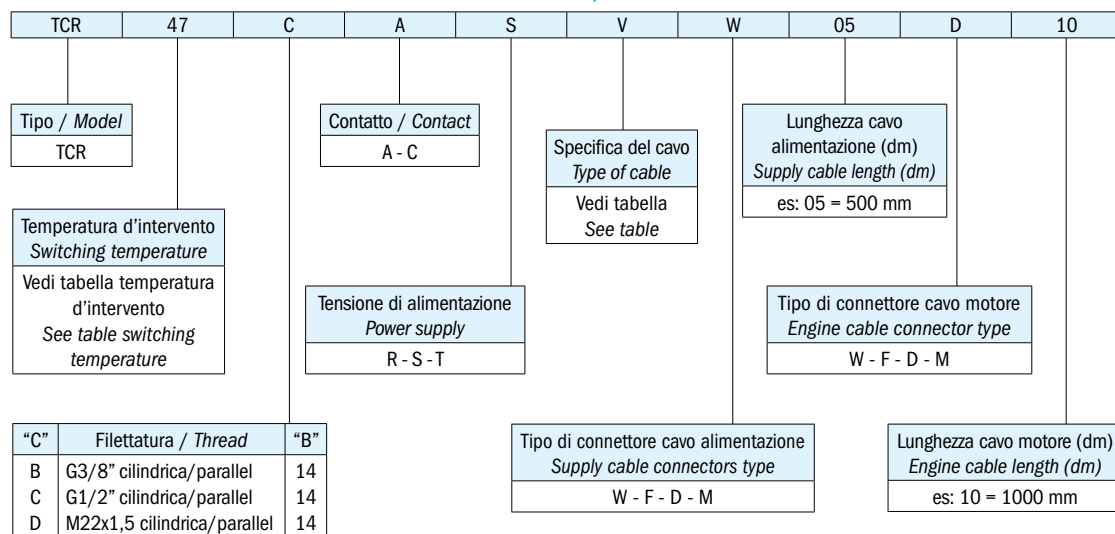 TCR 47 C A S V W 05 D 10
Tipo / Model
TCR
Contatto / Contact
A - C
Specifica del cavo
Type of cable
Vedi tabella
See table
Lunghezza cavo
alimentazione (dm)
Supply cable length (dm)
es: 05 = 500 mm
Temperatura d'intervento
Switching temperature
Vedi tabella temperatura
d'intervento
See table switching
temperature
Tensione di alimentazione
Power supply
R - S - T
Tipo di connettore cavo motore
Engine cable connector type
W - F - D - M
"C" Filettatura / Thread "B"
B G3/8" cilindrica/parallel 14
C G1/2" cilindrica/parallel 14
D M22x1,5 cilindrica/parallel 14
Tipo di connettore cavo alimentazione
Supply cable connectors type
W - F - D - M
Lunghezza cavo motore (dm)
Engine cable length (dm)
es: 10 = 1000 mm